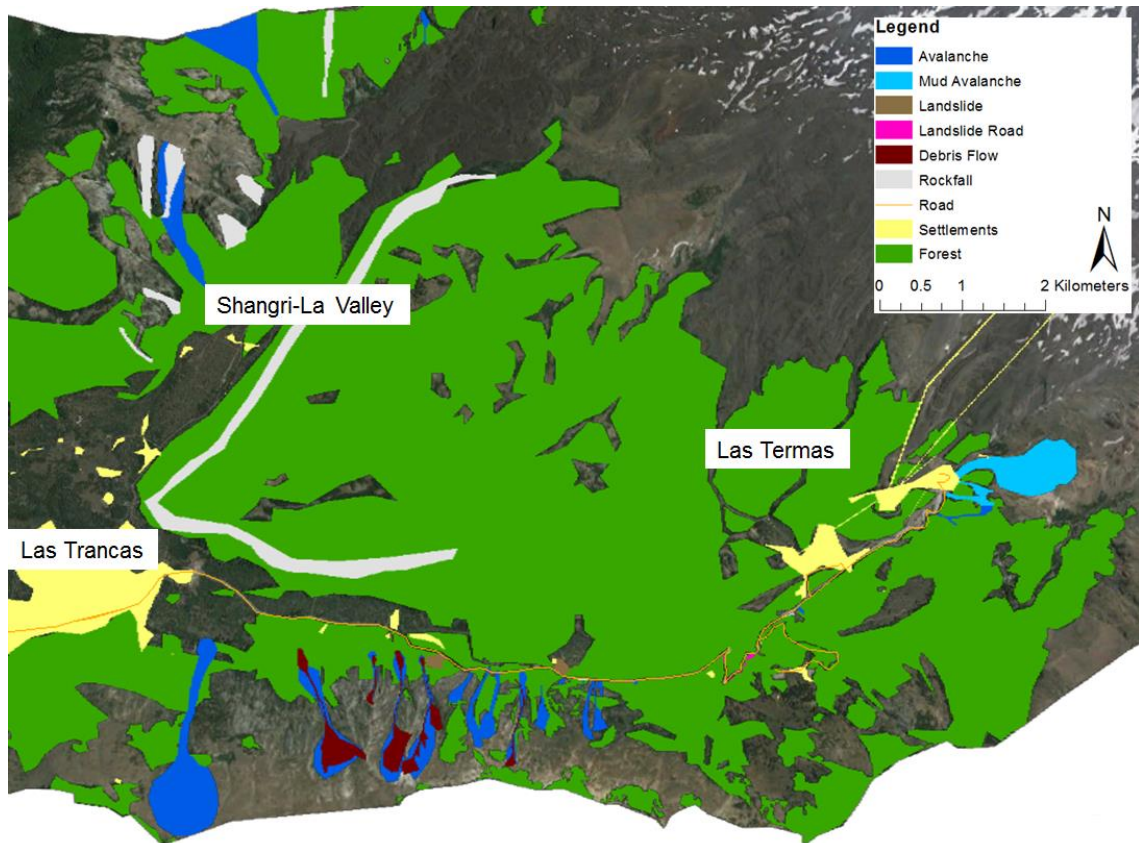 Legend
Avalanche
Mud Avalanche
Landslide
Landslide Road
Debris Flow
Rockfall
Road
Settlements
Forest
N
0 0.5 1 2 Kilometers
Shangri-La Valley
Las Termas
Las Trancas